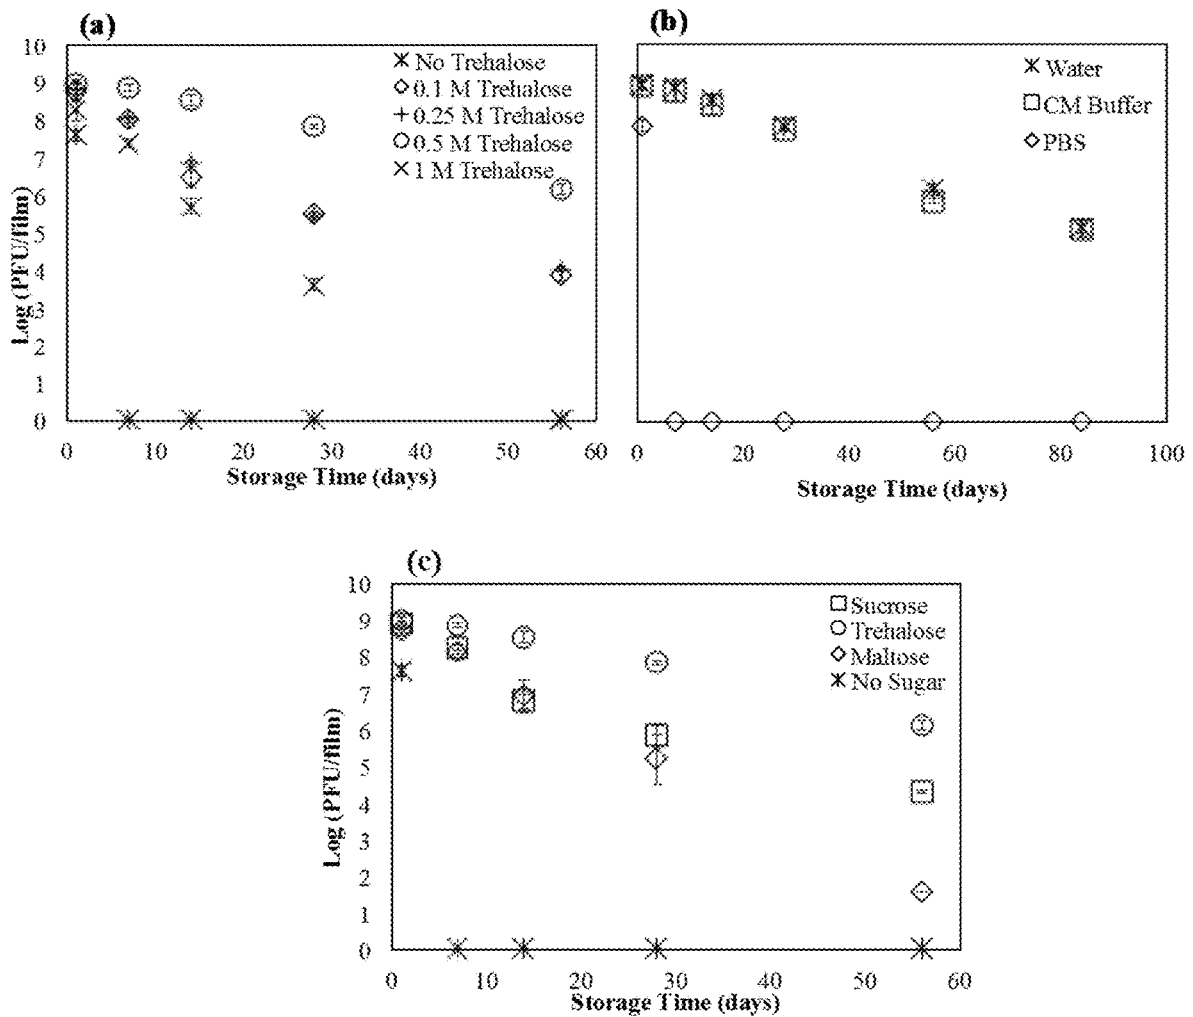 (a)
10
9
8
7
6
5
4
3
2
1
0
Log (PFU/film)
No Trehalose
0.1 M Trehalose
0.25 M Trehalose
0.5 M Trehalose
1 M Trehalose
0 10 20 30 40 50 60
Storage Time (days)
(b)
Water
CM Buffer
PBS
0 20 40 60 80 100
Storage Time (days)
(c)
10
9
8
7
6
5
4
3
2
1
0
Log (PFU/film)
Sucrose
Trehalose
Maltose
No Sugar
0 10 20 30 40 50 60
Storage Time (days)